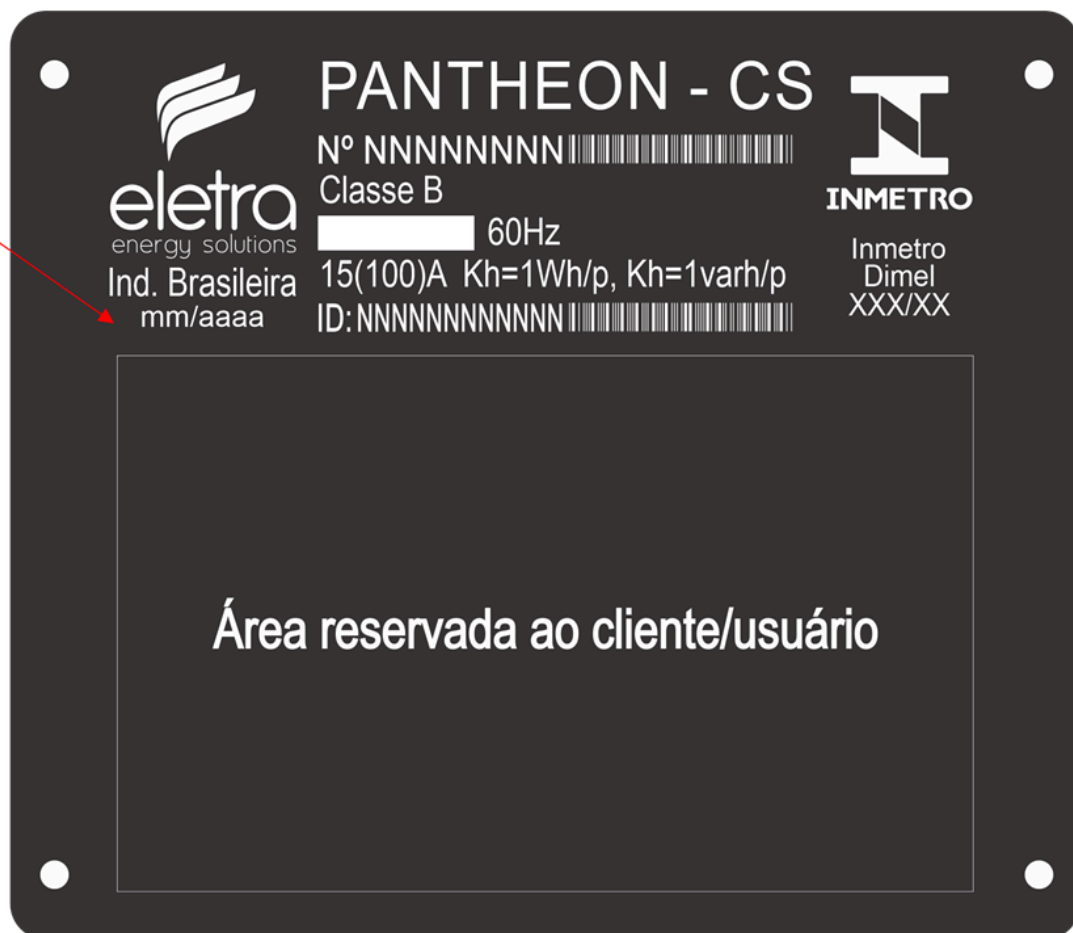 PANTHEON - CS
Nº NNNNNNNN
Classe B
60Hz
15(100)A Kh=1Wh/p, Kh=1varh/p
ID: NNNNNNNNNNNN
eletra
energy solutions
Ind. Brasileira
mm/aaaa
INMETRO
Inmetro
Dimel
XXX/XX
Área reservada ao cliente/usuário